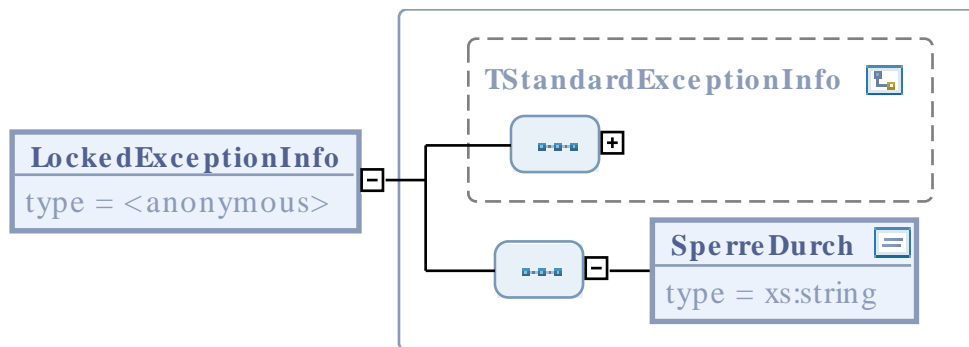 TStandardExceptionInfo
LockedExceptionInfo
type = <anonymous>
SperreDurch
type = xs:string